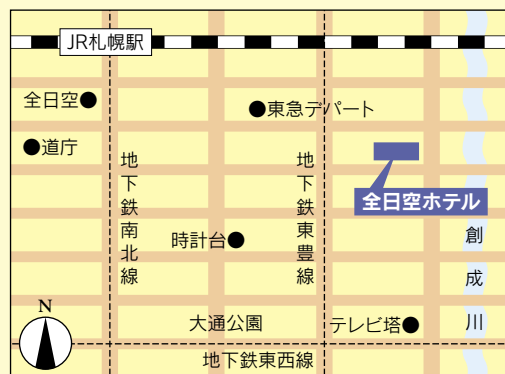 JR札幌駅
全日空●
●東急デパート
●道庁
地下鉄南北線
地下鉄東豊線
全日空ホテル
時計台●
創成川
N
大通公園
テレビ塔●
地下鉄東西線